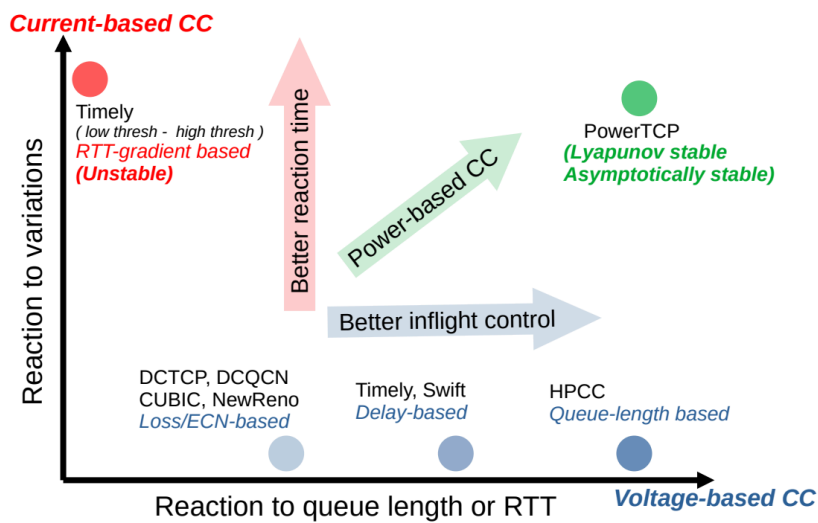 Current-based CC
Timely
( low thresh - high thresh )
RTT-gradient based
(Unstable)
Better reaction time
Power-based CC
PowerTCP
(Lyapunov stable
Asymptotically stable)
Reaction to variations
Better inflight control
DCTCP, DCQCN
CUBIC, NewReno
Loss/ECN-based
Timely, Swift
Delay-based
HPCC
Queue-length based
Reaction to queue length or RTT
Voltage-based CC